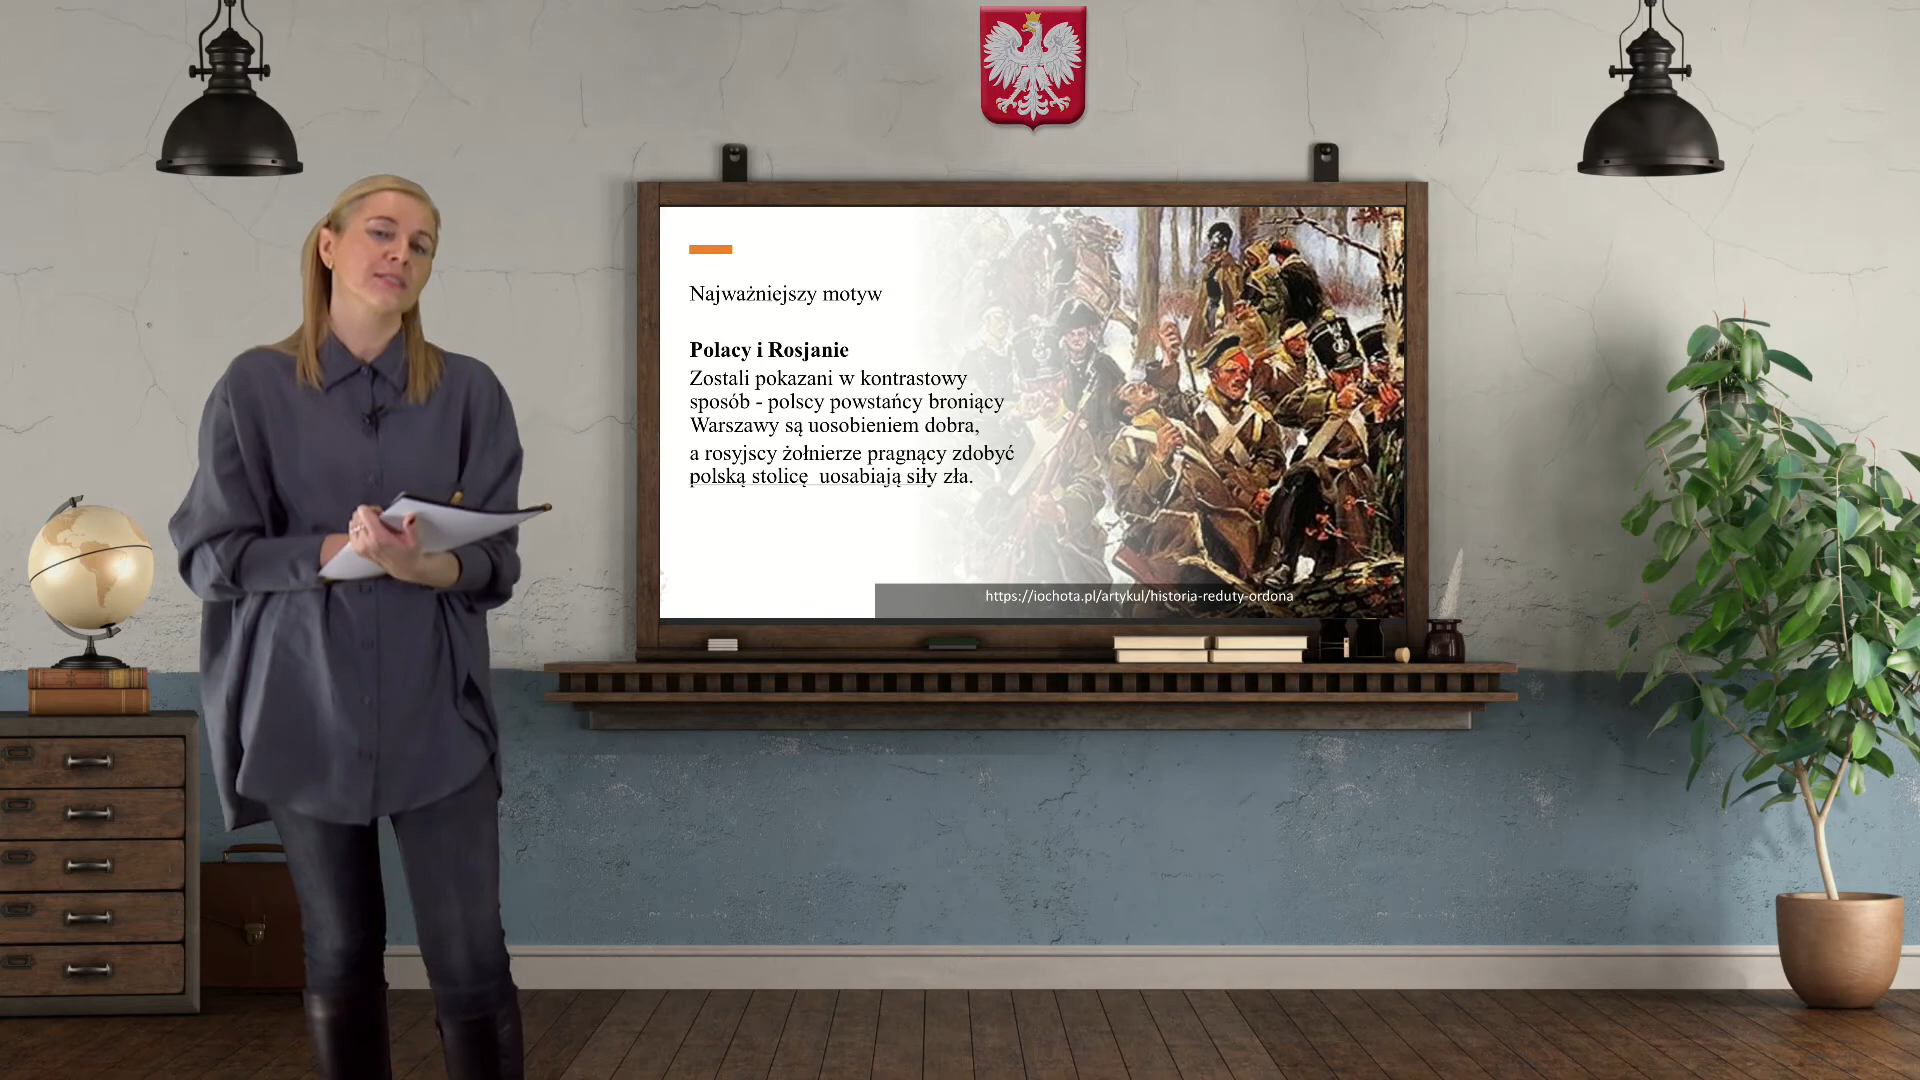 Najważniejszy motyw
Polacy i Rosjanie
Zostali pokazani w kontrastowy
sposób - polscy powstańcy broniący
Warszawy są uosobieniem dobra,
a rosyjscy żołnierze pragnący zdobyć
polską stolicę  uosabiają siły zła.
https://iochota.pl/artykul/historia-reduty-ordona